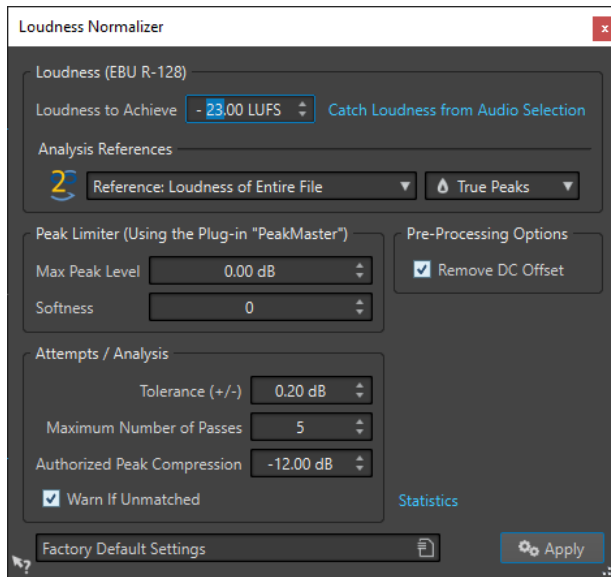 Loudness Normalizer
x
Loudness (EBU R-128)
Loudness to Achieve - 23.00 LUFS Catch Loudness from Audio Selection
Analysis References
2 Reference: Loudness of Entire File True Peaks
Peak Limiter (Using the Plug-in "PeakMaster") Pre-Processing Options
Max Peak Level 0.00 dB Remove DC Offset
Softness 0
Attempts / Analysis
Tolerance (+/-) 0.20 dB
Maximum Number of Passes 5
Authorized Peak Compression -12.00 dB
Warn If Unmatched Statistics
Factory Default Settings Apply
?